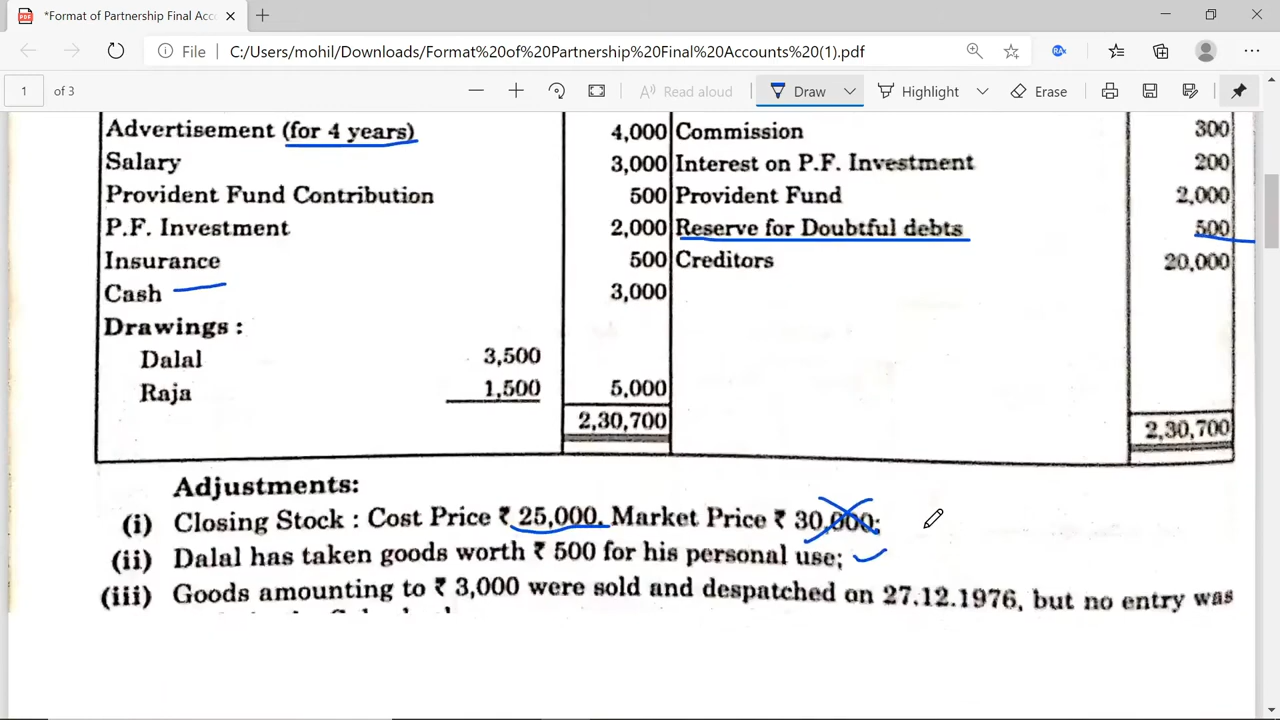 *Format of Partnership Final Acc
File C:/Users/mohil/Downloads/Format%20of%20Partnership%20Final%20Accounts%20(1).pdf
1 of 3 Read aloud Draw Highlight Erase
Advertisement (for 4 years) 4,000 Commission 300
Salary 3,000 Interest on P.F. Investment 200
Provident Fund Contribution 500 Provident Fund 2,000
P.F. Investment 2,000 Reserve for Doubtful debts 500
Insurance 500 Creditors 20,000
Cash 3,000
Drawings :
Dalal 3,500
Raja 1,500 5,000
2,30,700 2,30,700
Adjustments:
(i) Closing Stock : Cost Price ₹ 25,000. Market Price ₹ 30,000;
(ii) Dalal has taken goods worth ₹ 500 for his personal use;
(iii) Goods amounting to ₹ 3,000 were sold and despatched on 27.12.1976, but no entry was